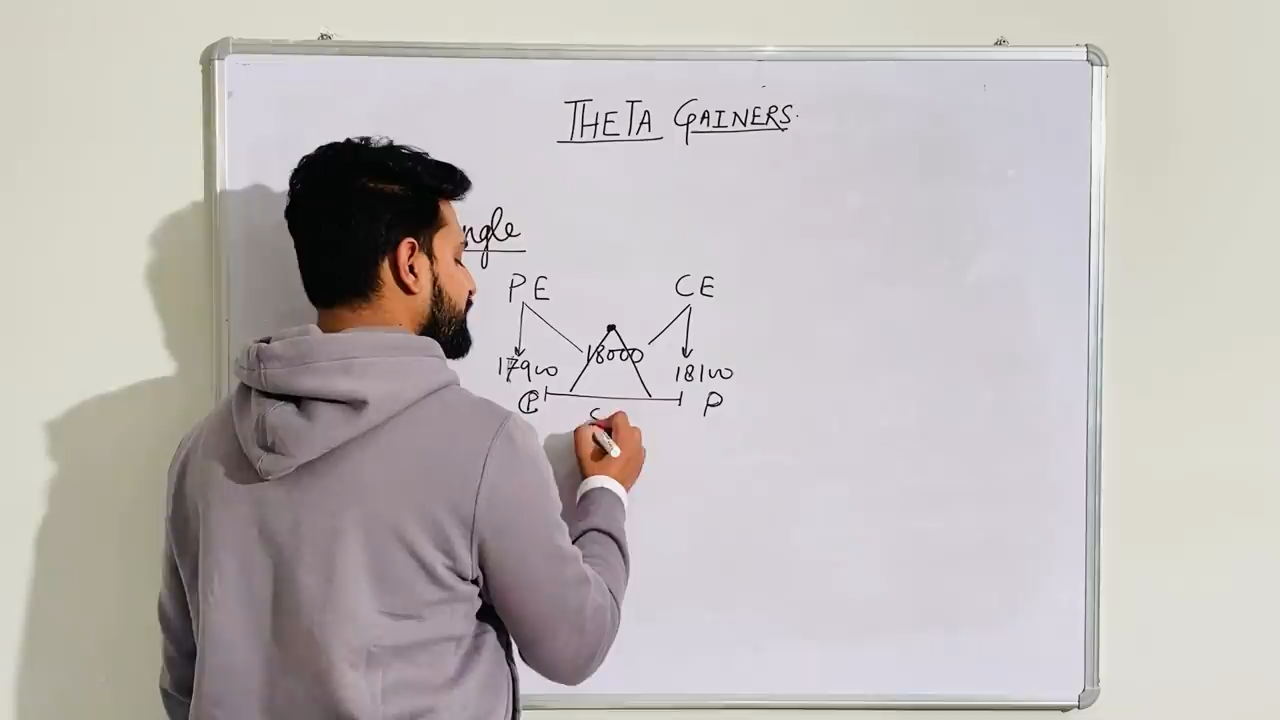 THETA GAINERS.
ngle
PE CE
18000
17900 18100
P P
S